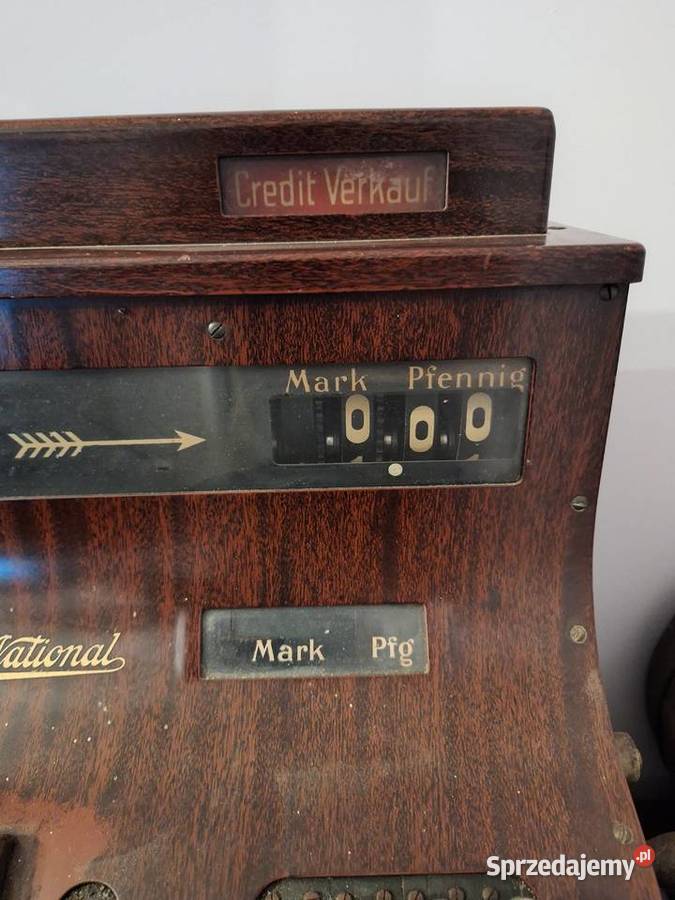 Credit Verkauf
Mark Pfennig
0 0 0
National
Mark Pfg
Sprzedajemy.pl